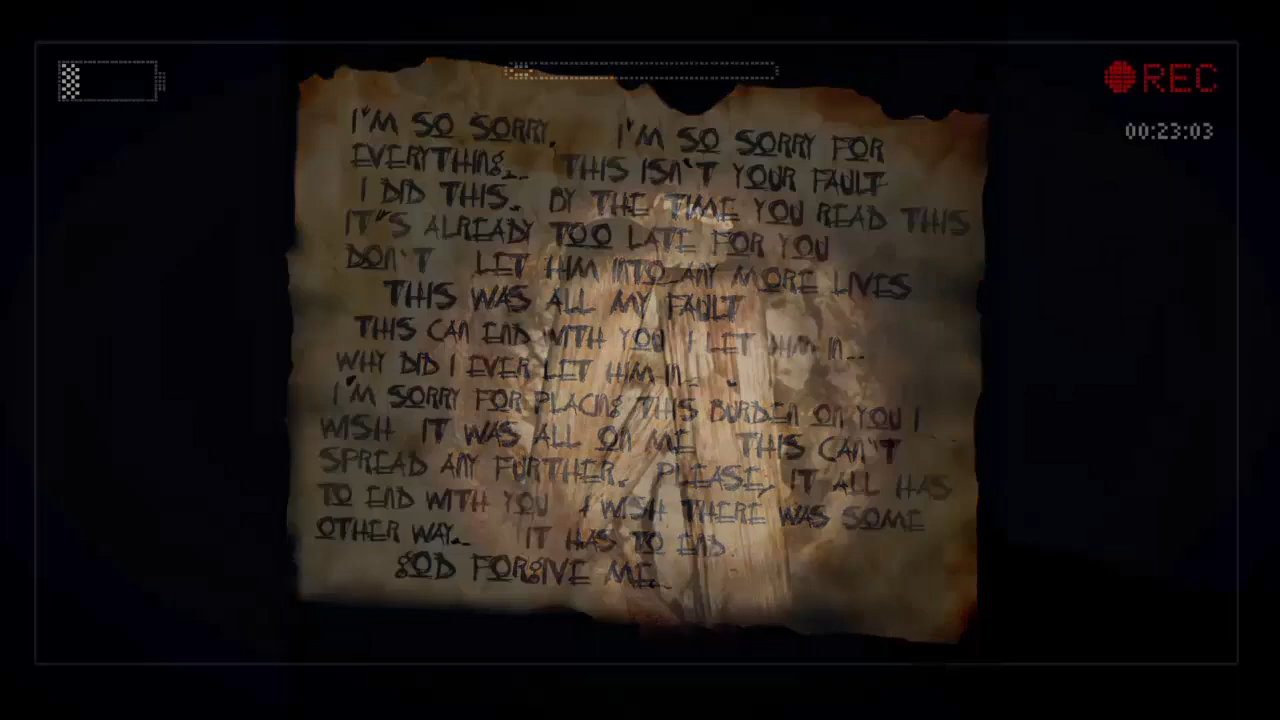 REC
00:23:03
I'M SO SORRY. I'M SO SORRY FOR
EVERYTHING... THIS ISN'T YOUR FAULT
I DID THIS. BY THE TIME YOU READ THIS
IT"S ALREADY TOO LATE FOR YOU
DON'T LET HIM INTO ANY MORE LIVES
THIS WAS ALL MY FAULT
THIS CAN END WITH YOU I LET HIM IN...
WHY DID I EVER LET HIM IN... .
I'M SORRY FOR PLACING THIS BURDEN ON YOU I
WISH IT WAS ALL ON ME THIS CAN'T
SPREAD ANY FURTHER. PLEASE, IT ALL HAS
TO END WITH YOU I WISH THERE WAS SOME
OTHER WAY... IT HAS TO END.
GOD FORGIVE ME...